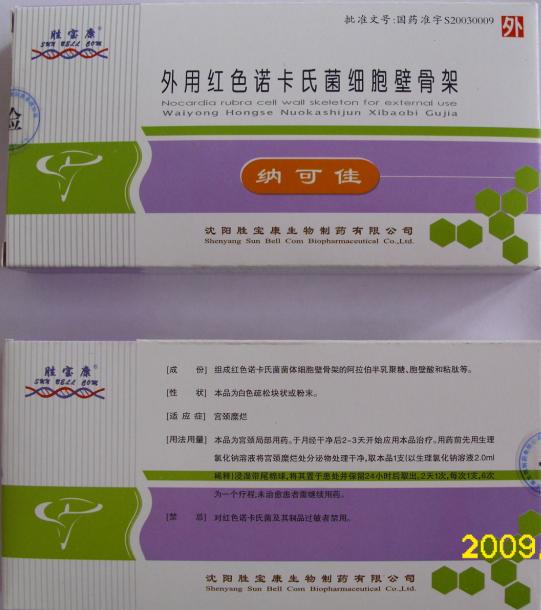 批准文号:国药准字S20030009
外
胜宝康®
外用红色诺卡氏菌细胞壁骨架
Nocardia rubra cell wall skeleton for external use
Waiyong Hongse Nuokashijun Xibaobi Gujia
检
纳可佳
沈阳胜宝康生物制药有限公司
Shenyang Sun Bell Com Biopharmaceutical Co.,Ltd.
胜宝康®
[成 份] 组成红色诺卡氏菌菌体细胞壁骨架的阿拉伯半乳聚糖、胞壁酸和粘肽等。
[性 状] 本品为白色疏松块状或粉末。
[适应症] 宫颈糜烂
[用法用量] 本品为宫颈局部用药。于月经干净后2-3天开始应用本品治疗。用药前先用生理
氯化钠溶液将宫颈糜烂处分泌物处理干净,取本品1支(以生理氯化钠溶液2.0ml
稀释)浸湿带尾棉球,将其置于患处并保留24小时后取出,2天1次,每次1支,6次
为一个疗程,未治愈患者需继续用药。
[禁 忌] 对红色诺卡氏菌及其制品过敏者禁用。
2009.
沈阳胜宝康生物制药有限公司
Shenyang Sun Bell Com Biopharmaceutical Co.,Ltd.